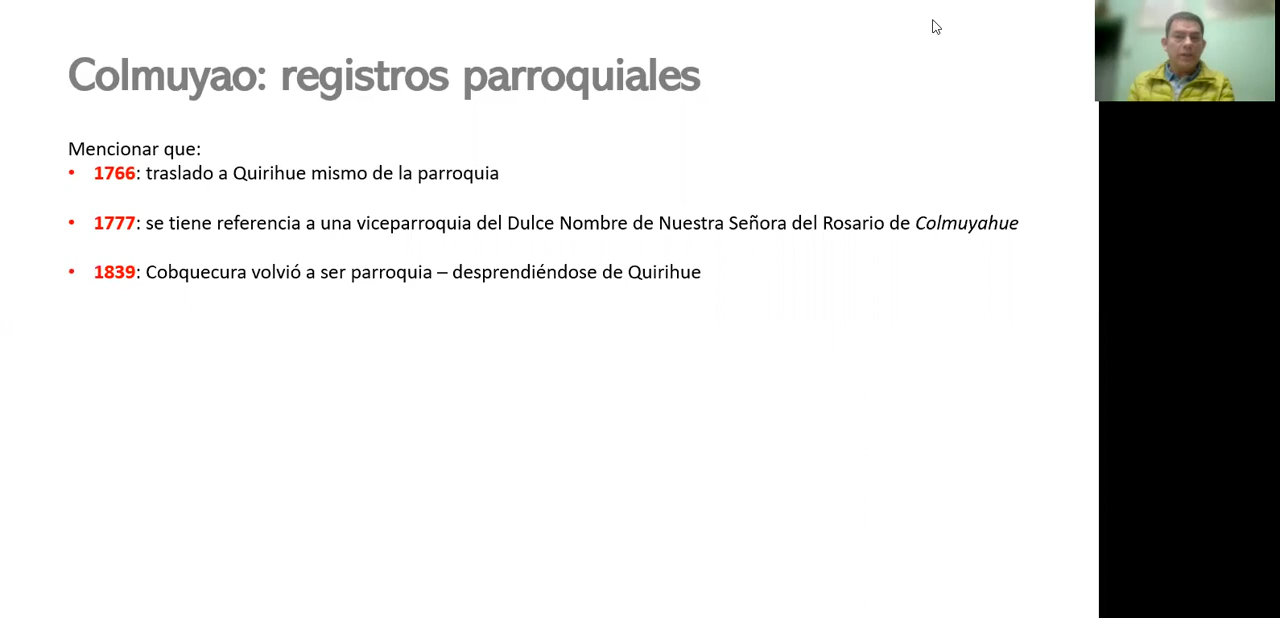 Colmuyao: registros parroquiales
Mencionar que:
• 1766: traslado a Quirihue mismo de la parroquia
• 1777: se tiene referencia a una viceparroquia del Dulce Nombre de Nuestra Señora del Rosario de Colmuyahue
• 1839: Cobquecura volvió a ser parroquia – desprendiéndose de Quirihue